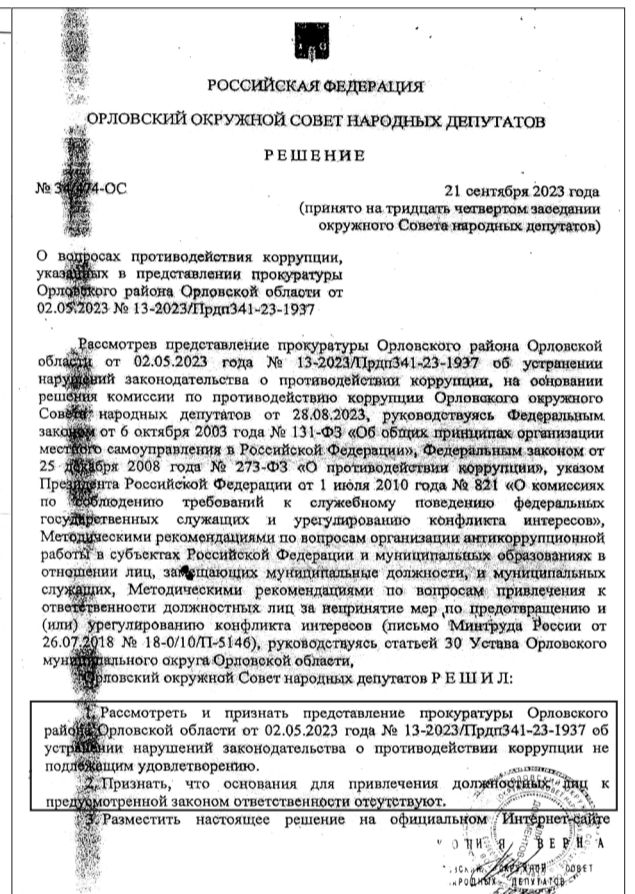 РОССИЙСКАЯ ФЕДЕРАЦИЯ
ОРЛОВСКИЙ ОКРУЖНОЙ СОВЕТ НАРОДНЫХ ДЕПУТАТОВ
РЕШЕНИЕ
№ 34/474-ОС
21 сентября 2023 года
(принято на тридцать четвертом заседании
окружного Совета народных депутатов)
О вопросах противодействия коррупции,
указанных в представлении прокуратуры
Орловского района Орловской области от
02.05.2023 № 13-2023/Прдп341-23-1937
Рассмотрев представление прокуратуры Орловского района Орловской
области от 02.05.2023 года № 13-2023/Прдп341-23-1937 об устранении
нарушений законодательства о противодействии коррупции, на основании
решения комиссии по противодействию коррупции Орловского окружного
Совета народных депутатов от 28.08.2023, руководствуясь Федеральным
законом от 6 октября 2003 года № 131-ФЗ «Об общих принципах организации
местного самоуправления в Российской Федерации», Федеральным законом от
25 декабря 2008 года № 273-ФЗ «О противодействии коррупции», указом
Президента Российской Федерации от 1 июля 2010 года № 821 «О комиссиях
по соблюдению требований к служебному поведению федеральных
государственных служащих и урегулированию конфликта интересов»,
Методическими рекомендациями по вопросам организации антикоррупционной
работы в субъектах Российской Федерации и муниципальных образованиях в
отношении лиц, замещающих муниципальные должности, и муниципальных
служащих, Методическими рекомендациями по вопросам привлечения к
ответственности должностных лиц за непринятие мер по предотвращению и
(или) урегулированию конфликта интересов (письмо Минтруда России от
26.07.2018 № 18-0/10/П-5146), руководствуясь статьей 30 Устава Орловского
муниципального округа Орловской области,
Орловский окружной Совет народных депутатов Р Е Ш И Л:
1. Рассмотреть и признать представление прокуратуры Орловского
района Орловской области от 02.05.2023 года № 13-2023/Прдп341-23-1937 об
устранении нарушений законодательства о противодействии коррупции не
подлежащим удовлетворению.
2. Признать, что основания для привлечения должностных лиц к
предусмотренной законом ответственности отсутствуют.
3. Разместить настоящее решение на официальном Интернет-сайте
ВЕРНА
ОКРУЖНОЙ СОВЕТ
ДЕПУТАТОВ